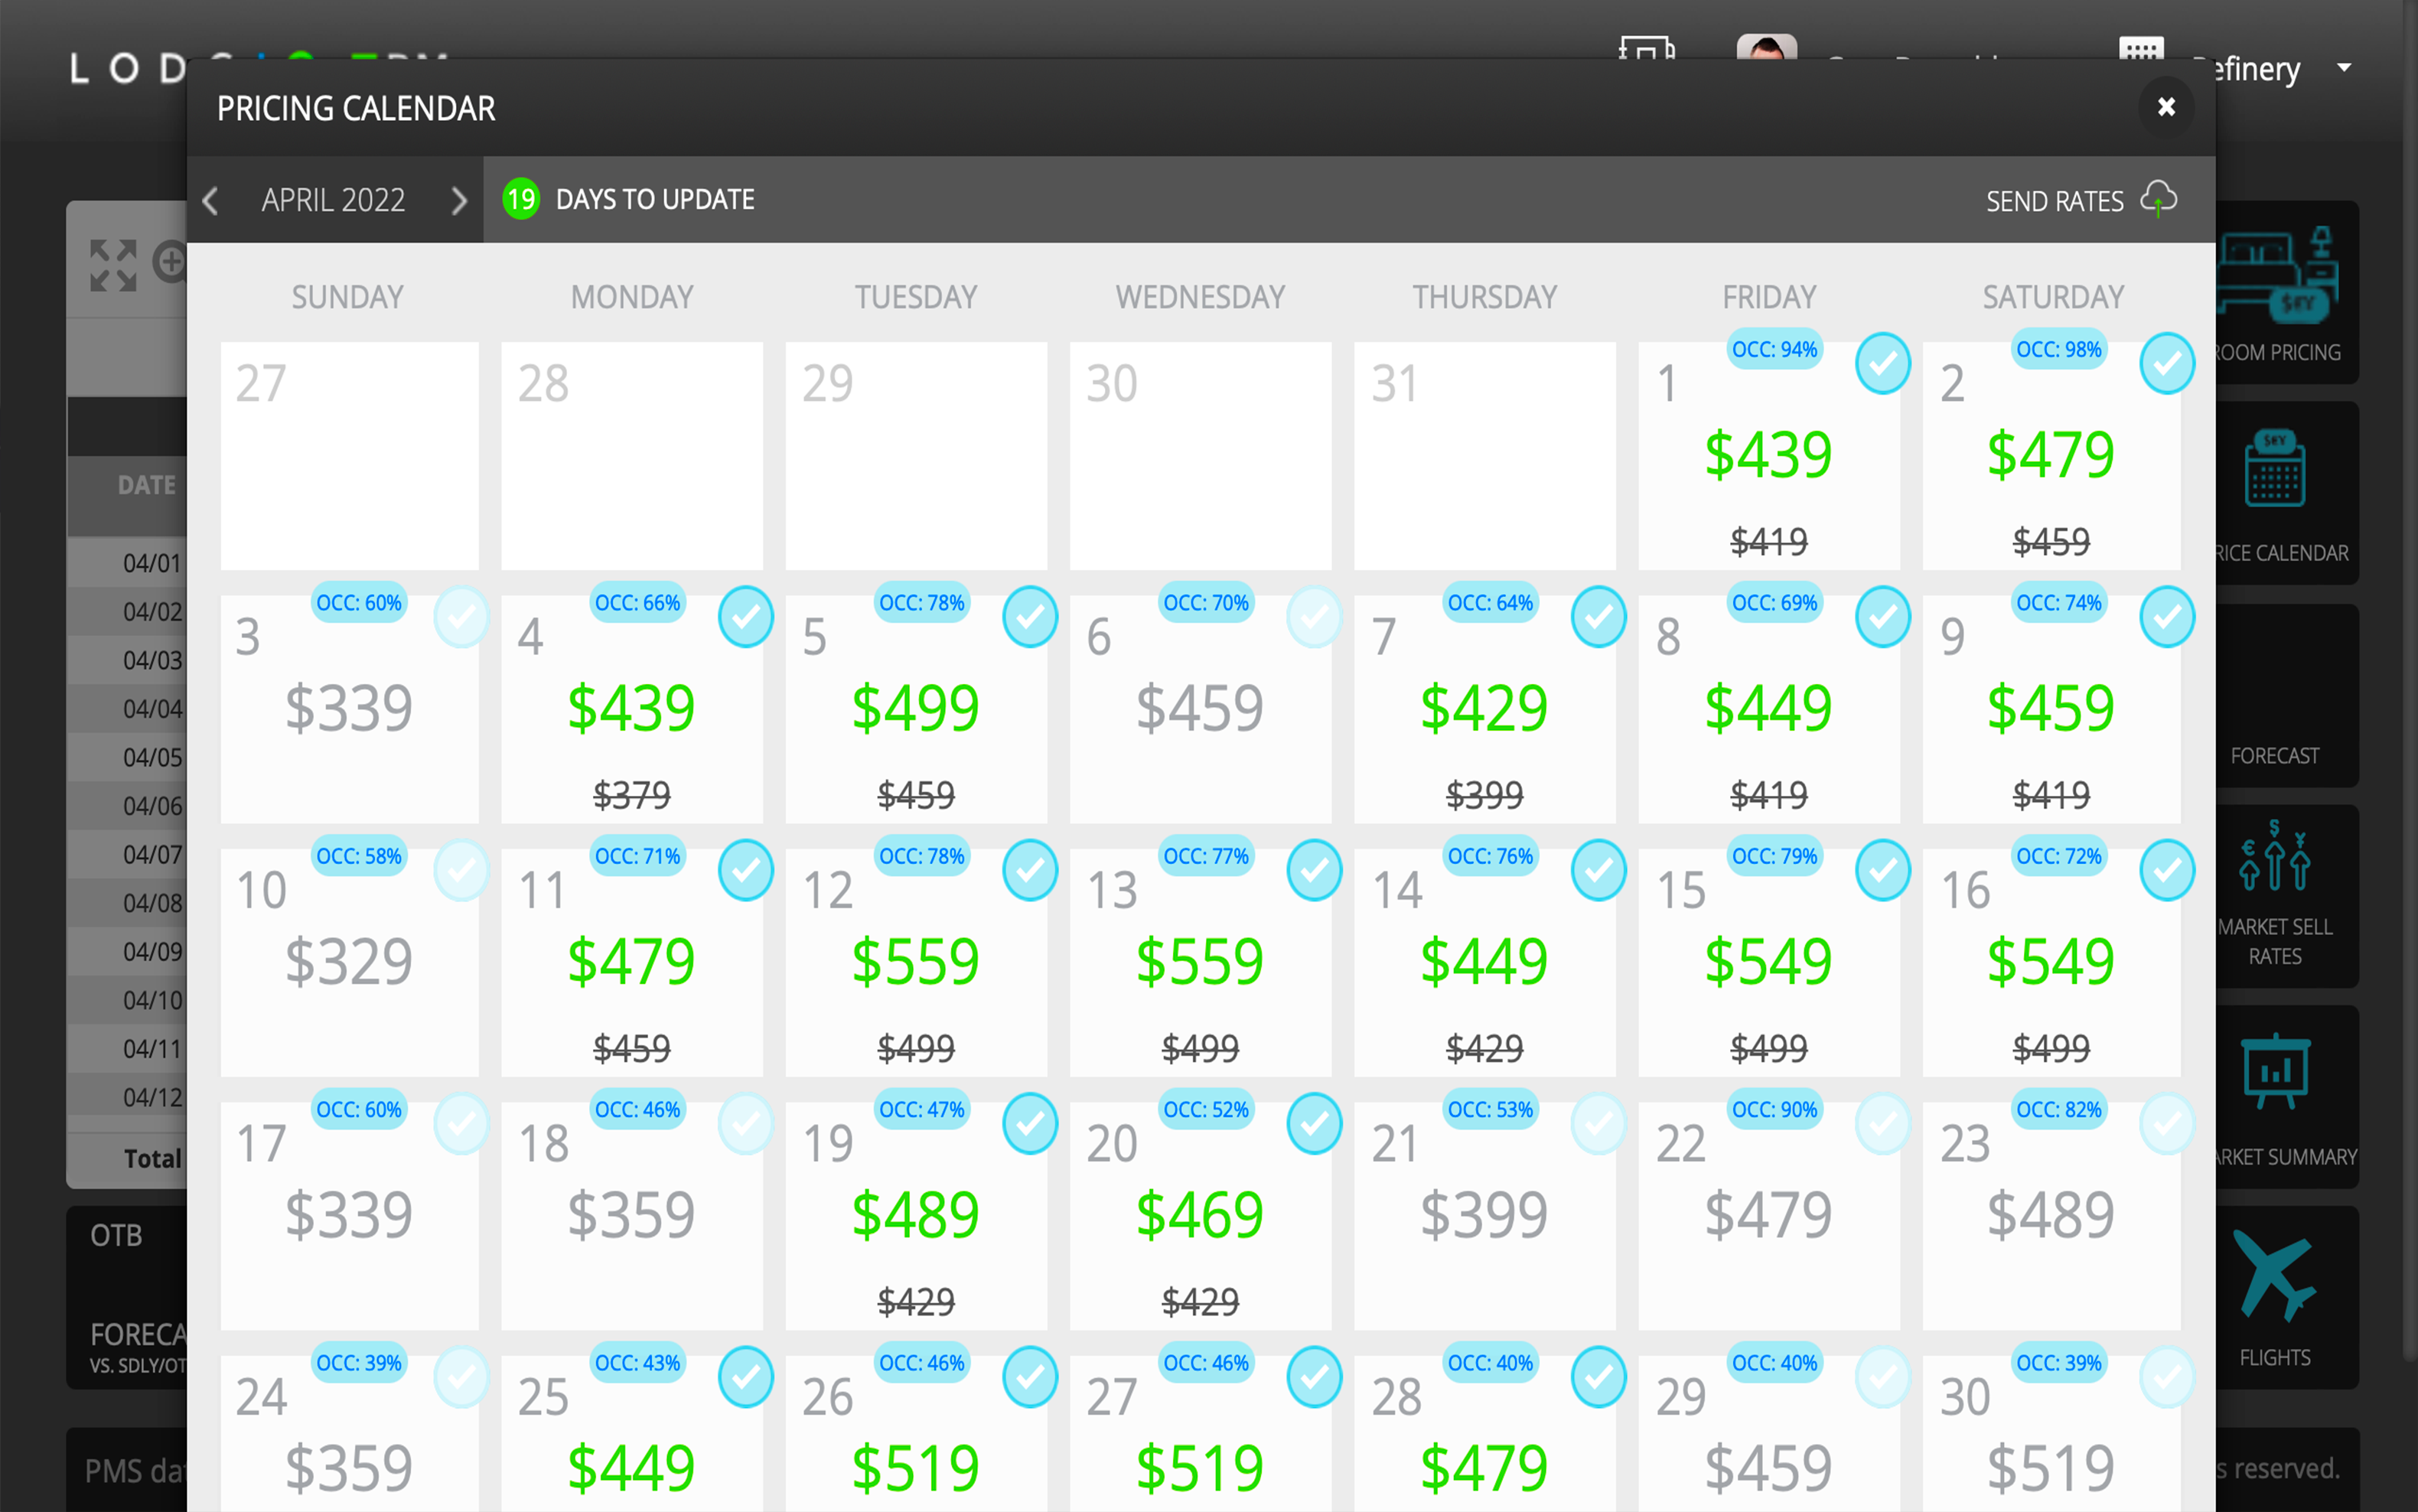 LOD
efinery
PRICING CALENDAR
APRIL 2022
19 DAYS TO UPDATE
SEND RATES
SUNDAY MONDAY TUESDAY WEDNESDAY THURSDAY FRIDAY SATURDAY
27 28 29 30 31 1 OCC: 94% 2 OCC: 98%
$439 $479
$419 $459
3 OCC: 60% 4 OCC: 66% 5 OCC: 78% 6 OCC: 70% 7 OCC: 64% 8 OCC: 69% 9 OCC: 74%
$339 $439 $499 $459 $429 $449 $459
$379 $459 $399 $419 $419
10 OCC: 58% 11 OCC: 71% 12 OCC: 78% 13 OCC: 77% 14 OCC: 76% 15 OCC: 79% 16 OCC: 72%
$329 $479 $559 $559 $449 $549 $549
$459 $499 $499 $429 $499 $499
17 OCC: 60% 18 OCC: 46% 19 OCC: 47% 20 OCC: 52% 21 OCC: 53% 22 OCC: 90% 23 OCC: 82%
$339 $359 $489 $469 $399 $479 $489
$429 $429
24 OCC: 39% 25 OCC: 43% 26 OCC: 46% 27 OCC: 46% 28 OCC: 40% 29 OCC: 40% 30 OCC: 39%
$359 $449 $519 $519 $479 $459 $519
DATE
04/01
04/02
04/03
04/04
04/05
04/06
04/07
04/08
04/09
04/10
04/11
04/12
Total
OTB
FORECA
VS. SDLY/OT
PMS dat
$€¥
ROOM PRICING
$€¥
RICE CALENDAR
FORECAST
€ $ ¥
MARKET SELL
RATES
ARKET SUMMARY
FLIGHTS
s reserved.